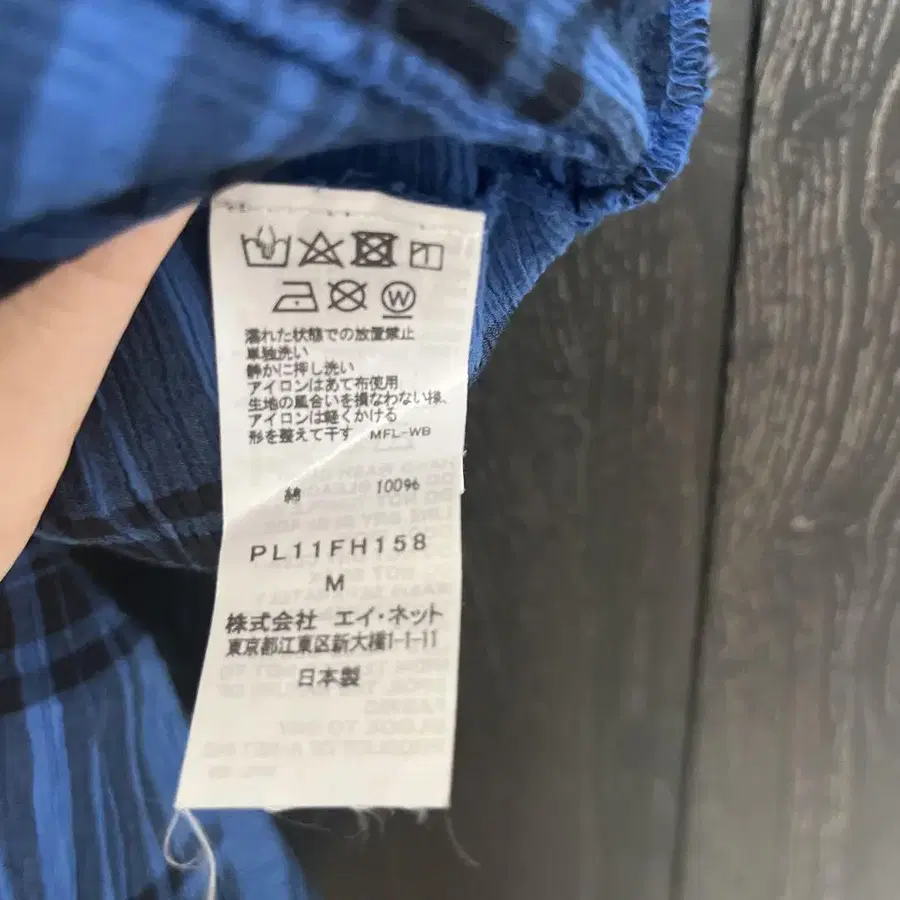 W
濡れた状態での放置禁止
単独洗い
静かに押し洗い
アイロンはあて布使用
生地の風合いを損なわない様、
アイロンは軽くかける
形を整えて干す MFL-WB
綿 100%
PL11FH158
M
株式会社 エイ・ネット
東京都江東区新大橋1-1-11
日本製